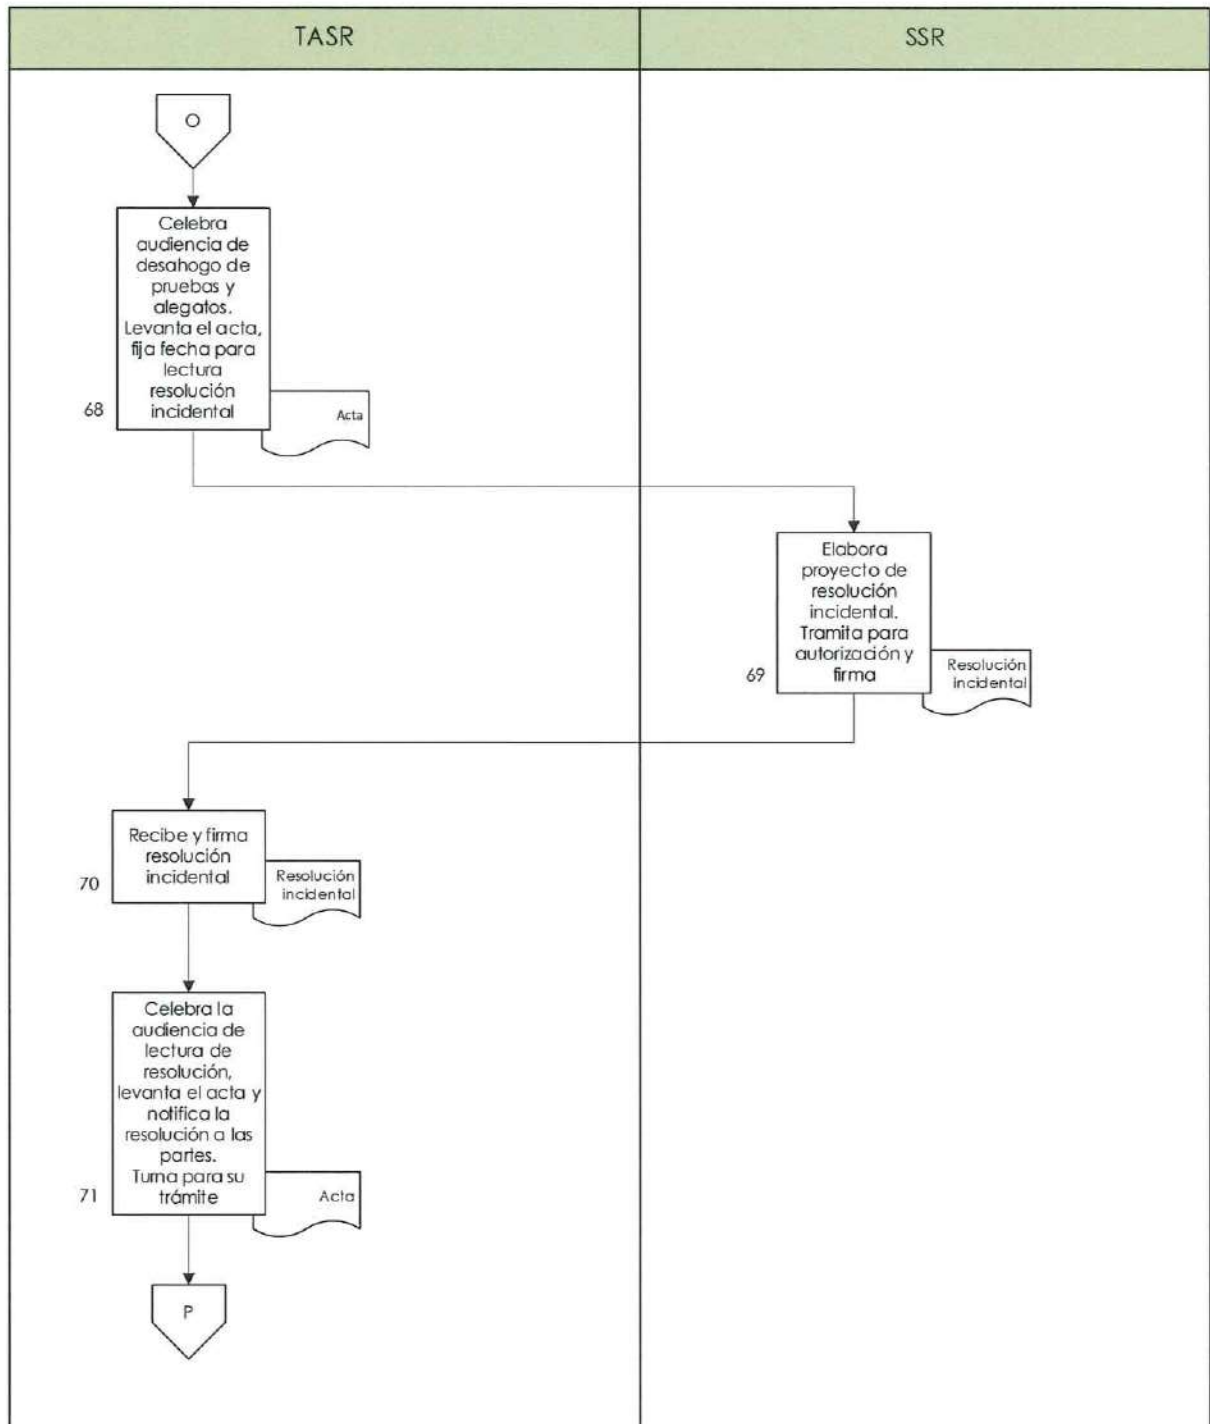 TASR
SSR
O
Celebra
audiencia de
desahogo de
pruebas y
alegatos.
Levanta el acta,
fija fecha para
lectura
resolución
incidental
68
Acta
Elabora
proyecto de
resolución
incidental.
Tramita para
autorización y
firma
69
Resolución
incidental
Recibe y firma
resolución
incidental
70
Resolución
incidental
Celebra la
audiencia de
lectura de
resolución,
levanta el acta y
notifica la
resolución a las
partes.
Turna para su
trámite
71
Acta
P